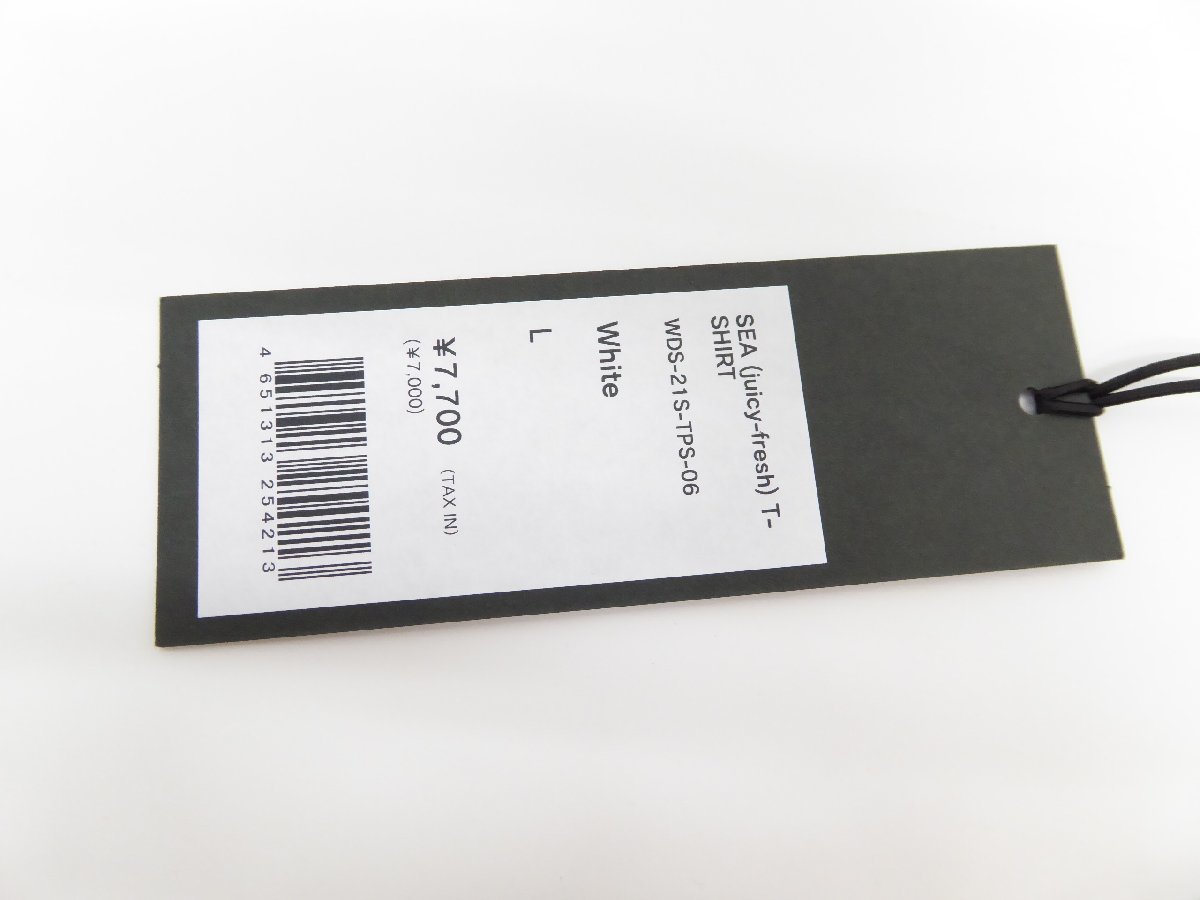 SEA (juicy-fresh) T-
SHIRT
WDS-21S-TPS-06
White
L
¥7,700 (TAX IN)
(¥7,000)
4 651313 254213